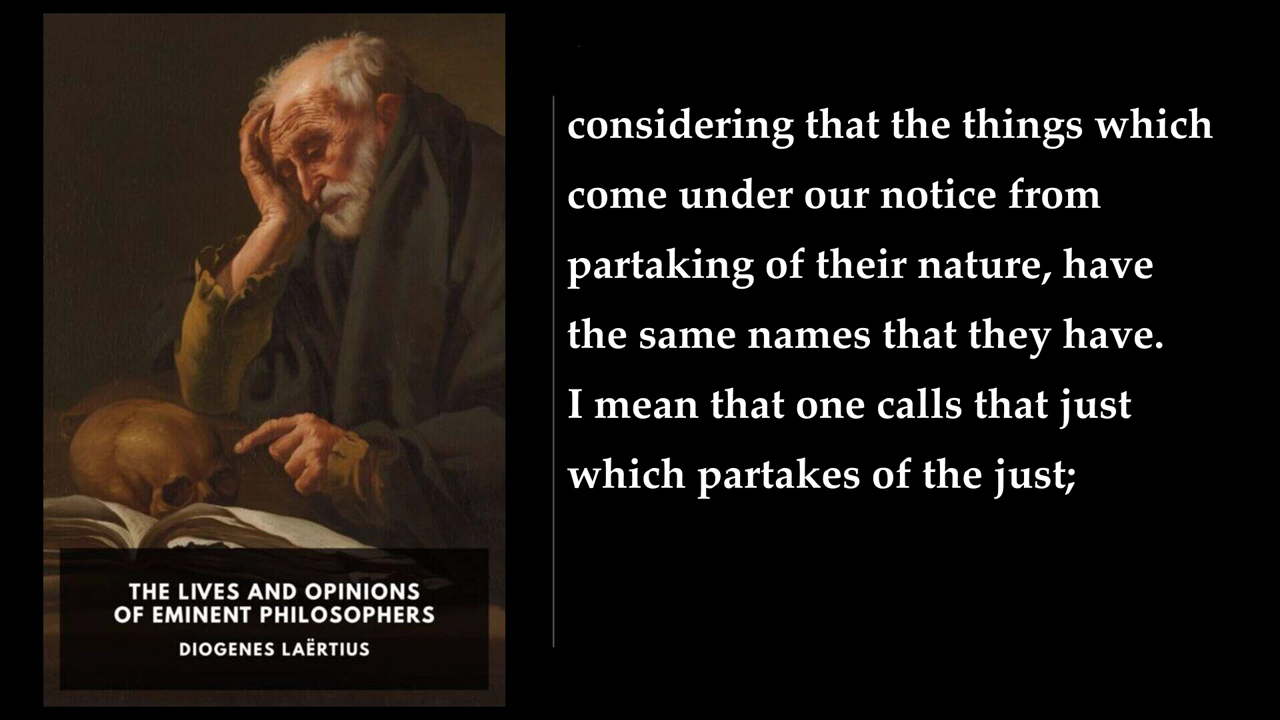 THE LIVES AND OPINIONS
OF EMINENT PHILOSOPHERS
DIOGENES LAËRTIUS
considering that the things which
come under our notice from
partaking of their nature, have
the same names that they have.
I mean that one calls that just
which partakes of the just;